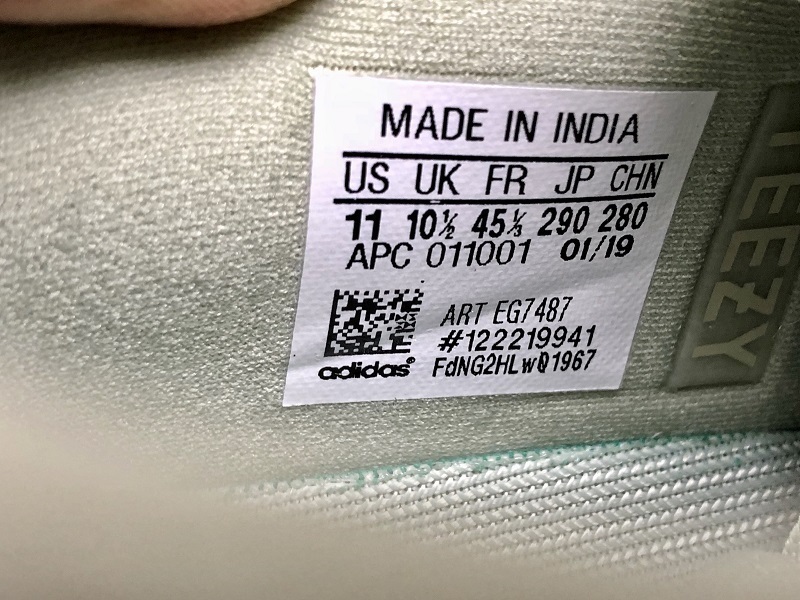 MADE IN INDIA
US UK FR JP CHN
11 10½ 45⅓ 290 280
APC 011001 01/19
ART EG7487
#122219941
adidas® FdNG2HLwQ1967
YEEZY